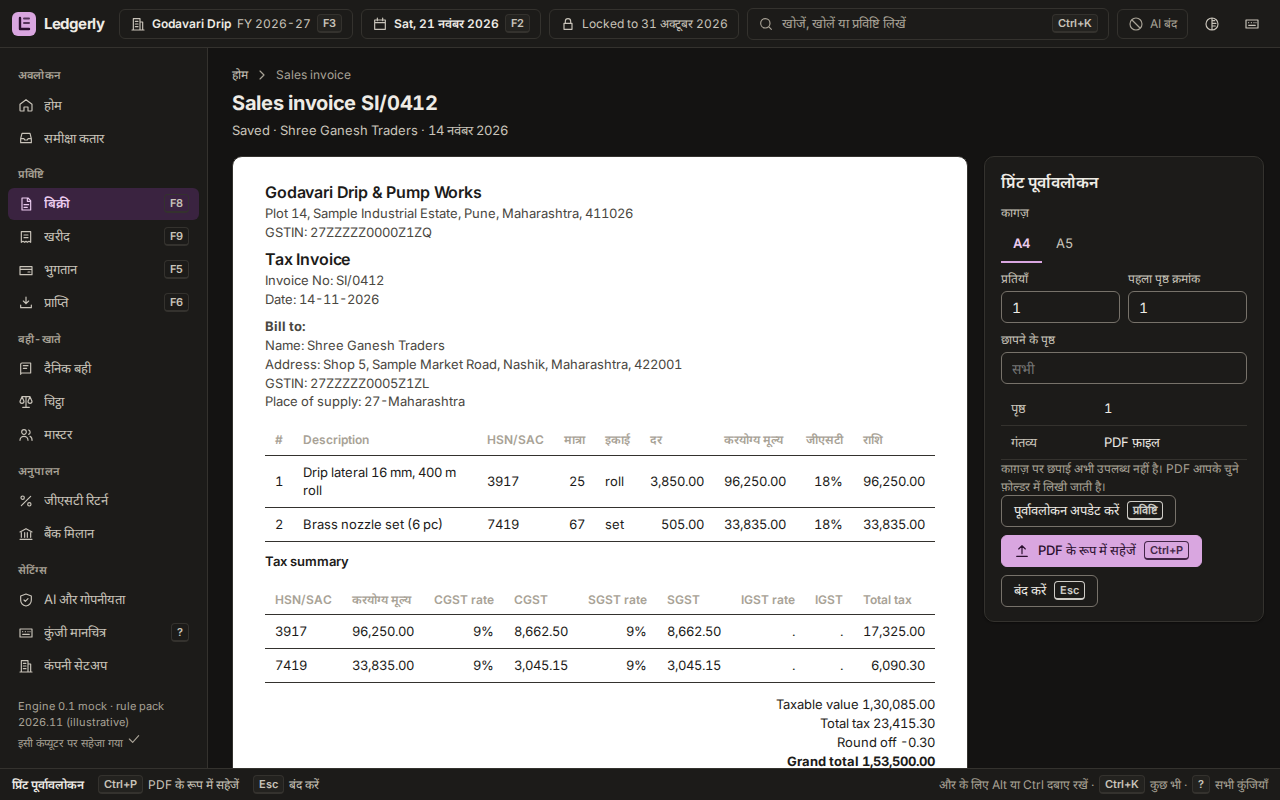 Ledgerly
Godavari Drip FY 2026-27 F3
Sat, 21 नवंबर 2026 F2
Locked to 31 अक्टूबर 2026
खोजें, खोलें या प्रविष्टि लिखें Ctrl+K
AI बंद
अवलोकन
होम
समीक्षा कतार
प्रविष्टि
बिक्री F8
खरीद F9
भुगतान F5
प्राप्ति F6
बही-खाते
दैनिक बही
चिट्ठा
मास्टर
अनुपालन
जीएसटी रिटर्न
बैंक मिलान
सेटिंग्स
AI और गोपनीयता
कुंजी मानचित्र ?
कंपनी सेटअप
Engine 0.1 mock · rule pack
2026.11 (illustrative)
इसी कंप्यूटर पर सहेजा गया
होम > Sales invoice
Sales invoice SI/0412
Saved · Shree Ganesh Traders · 14 नवंबर 2026
Godavari Drip & Pump Works
Plot 14, Sample Industrial Estate, Pune, Maharashtra, 411026
GSTIN: 27ZZZZZ0000Z1ZQ
Tax Invoice
Invoice No: SI/0412
Date: 14-11-2026
Bill to:
Name: Shree Ganesh Traders
Address: Shop 5, Sample Market Road, Nashik, Maharashtra, 422001
GSTIN: 27ZZZZZ0005Z1ZL
Place of supply: 27-Maharashtra
# Description HSN/SAC मात्रा इकाई दर करयोग्य मूल्य जीएसटी राशि
1 Drip lateral 16 mm, 400 m roll 3917 25 roll 3,850.00 96,250.00 18% 96,250.00
2 Brass nozzle set (6 pc) 7419 67 set 505.00 33,835.00 18% 33,835.00
Tax summary
HSN/SAC करयोग्य मूल्य CGST rate CGST SGST rate SGST IGST rate IGST Total tax
3917 96,250.00 9% 8,662.50 9% 8,662.50 . . 17,325.00
7419 33,835.00 9% 3,045.15 9% 3,045.15 . . 6,090.30
Taxable value 1,30,085.00
Total tax 23,415.30
Round off -0.30
Grand total 1,53,500.00
प्रिंट पूर्वावलोकन
कागज़
A4 A5
प्रतियाँ पहला पृष्ठ क्रमांक
1 1
छापने के पृष्ठ
सभी
पृष्ठ 1
गंतव्य PDF फ़ाइल
काग़ज़ पर छपाई अभी उपलब्ध नहीं है। PDF आपके चुने
फ़ोल्डर में लिखी जाती है।
पूर्वावलोकन अपडेट करें प्रविष्टि
PDF के रूप में सहेजें Ctrl+P
बंद करें Esc
प्रिंट पूर्वावलोकन Ctrl+P PDF के रूप में सहेजें Esc बंद करें
और के लिए Alt या Ctrl दबाए रखें · Ctrl+K कुछ भी · ? सभी कुंजियाँ